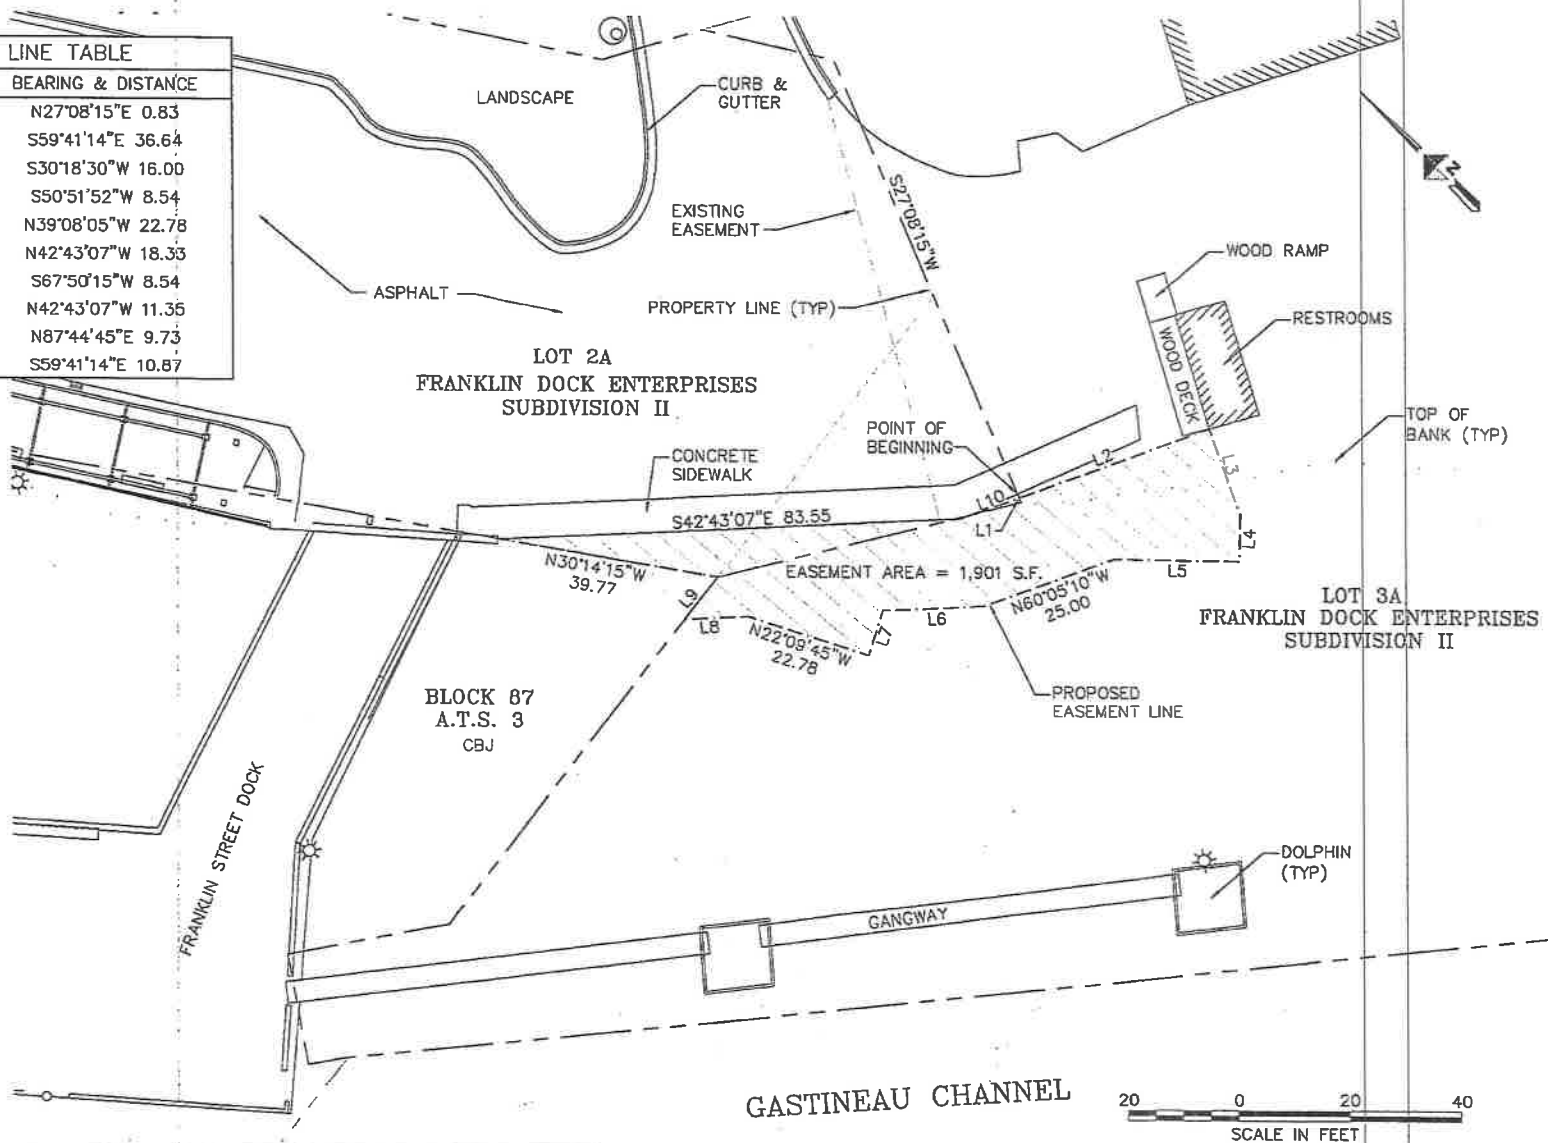 LINE TABLE
BEARING & DISTANCE
N27°08'15"E 0.83
S59°41'14"E 36.64
S30°18'30"W 16.00
S50°51'52"W 8.54
N39°08'05"W 22.78
N42°43'07"W 18.33
S67°50'15"W 8.54
N42°43'07"W 11.35
N87°44'45"E 9.73
S59°41'14"E 10.87
LANDSCAPE
CURB &
GUTTER
N
EXISTING
EASEMENT
S27°08'15"W
ASPHALT
PROPERTY LINE (TYP)
WOOD RAMP
RESTROOMS
WOOD DECK
LOT 2A
FRANKLIN DOCK ENTERPRISES
SUBDIVISION II
TOP OF
BANK (TYP)
POINT OF
BEGINNING
CONCRETE
SIDEWALK
L2
L3
L10
L1
S42°43'07"E 83.55
L4
N30°14'15"W
39.77
EASEMENT AREA = 1,901 S.F.
L5
L9
L8
N22°09'45"W
22.78
L7
L6
N60°05'10"W
25.00
LOT 3A
FRANKLIN DOCK ENTERPRISES
SUBDIVISION II
BLOCK 87
A.T.S. 3
CBJ
PROPOSED
EASEMENT LINE
FRANKLIN STREET DOCK
DOLPHIN
(TYP)
GANGWAY
GASTINEAU CHANNEL
20 0 20 40
SCALE IN FEET